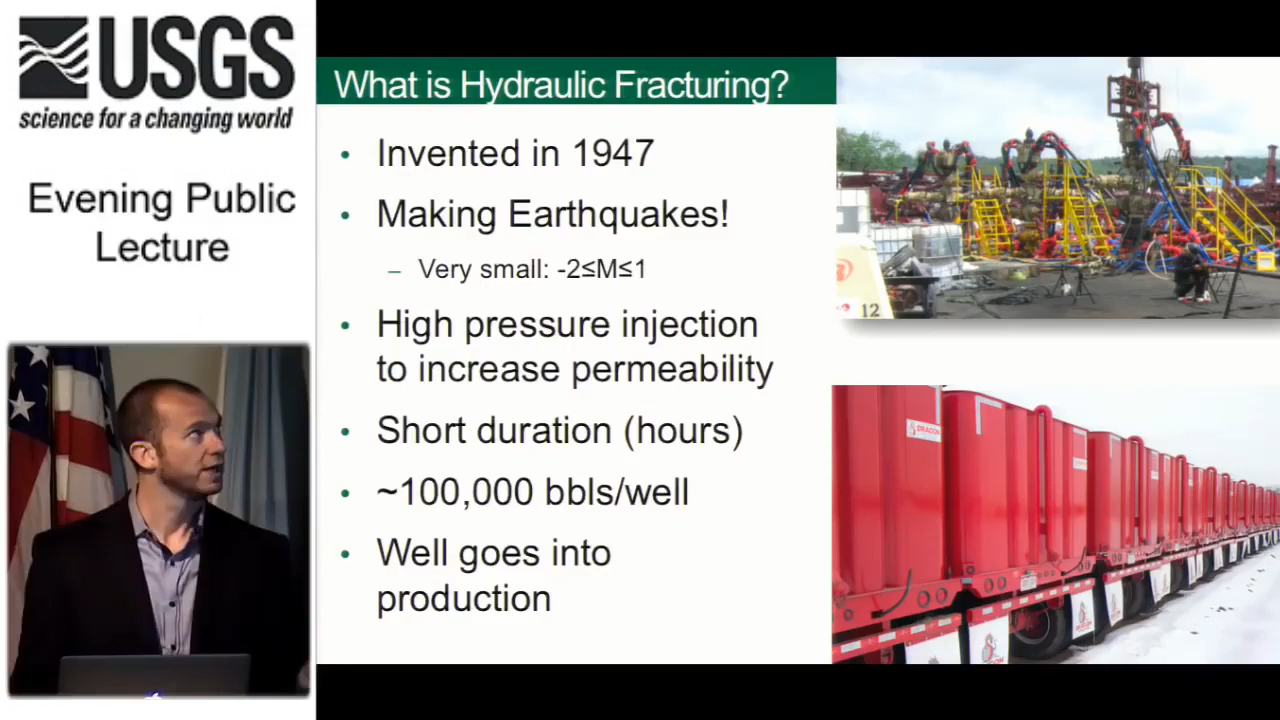 USGS
science for a changing world
Evening Public
Lecture
What is Hydraulic Fracturing?
• Invented in 1947
• Making Earthquakes!
– Very small: -2≤M≤1
• High pressure injection
to increase permeability
• Short duration (hours)
• ~100,000 bbls/well
• Well goes into
production
12